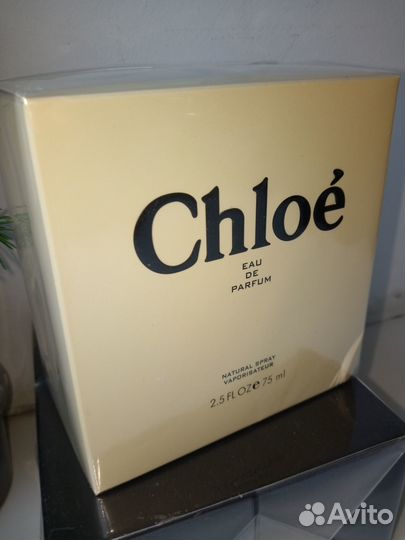 Chloé
EAU
DE
PARFUM
NATURAL SPRAY
VAPORISATEUR
2.5 FL OZ e 75 ml
Avito